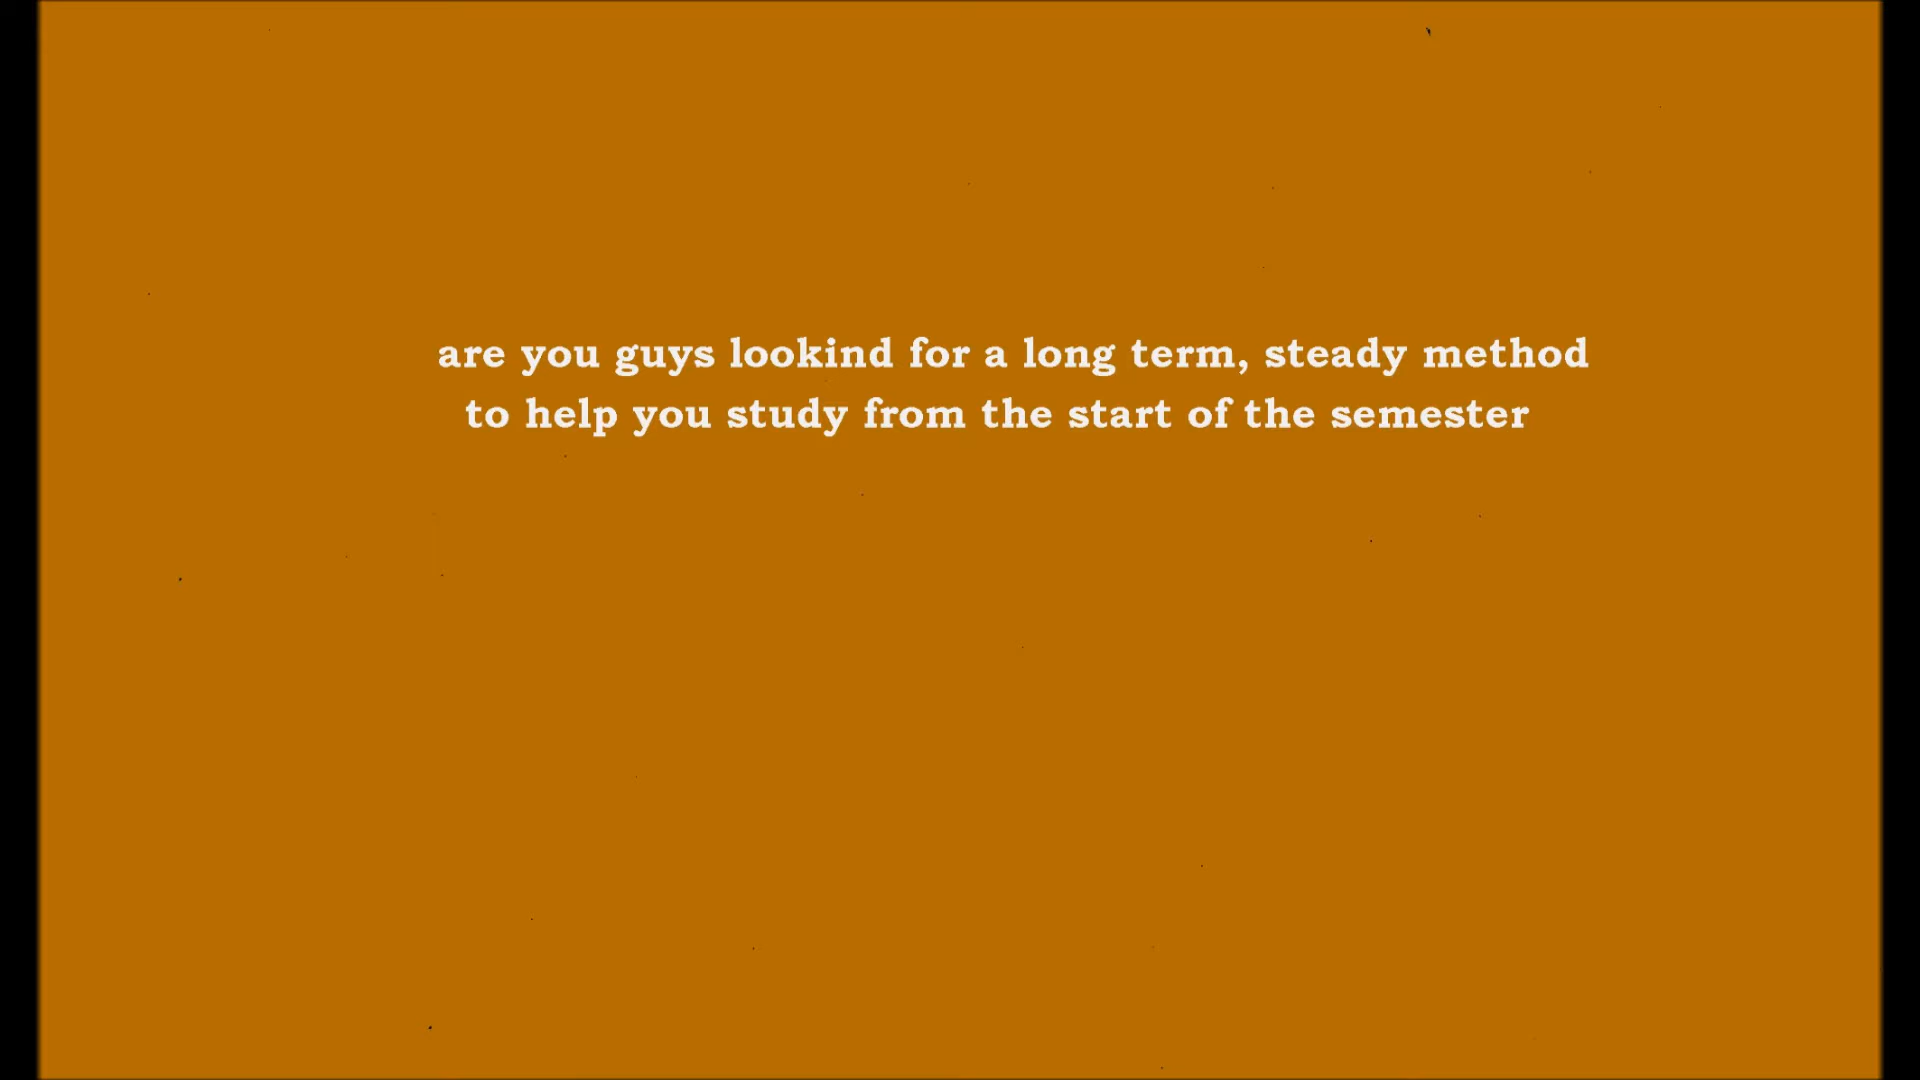 are you guys lookind for a long term, steady method
to help you study from the start of the semester